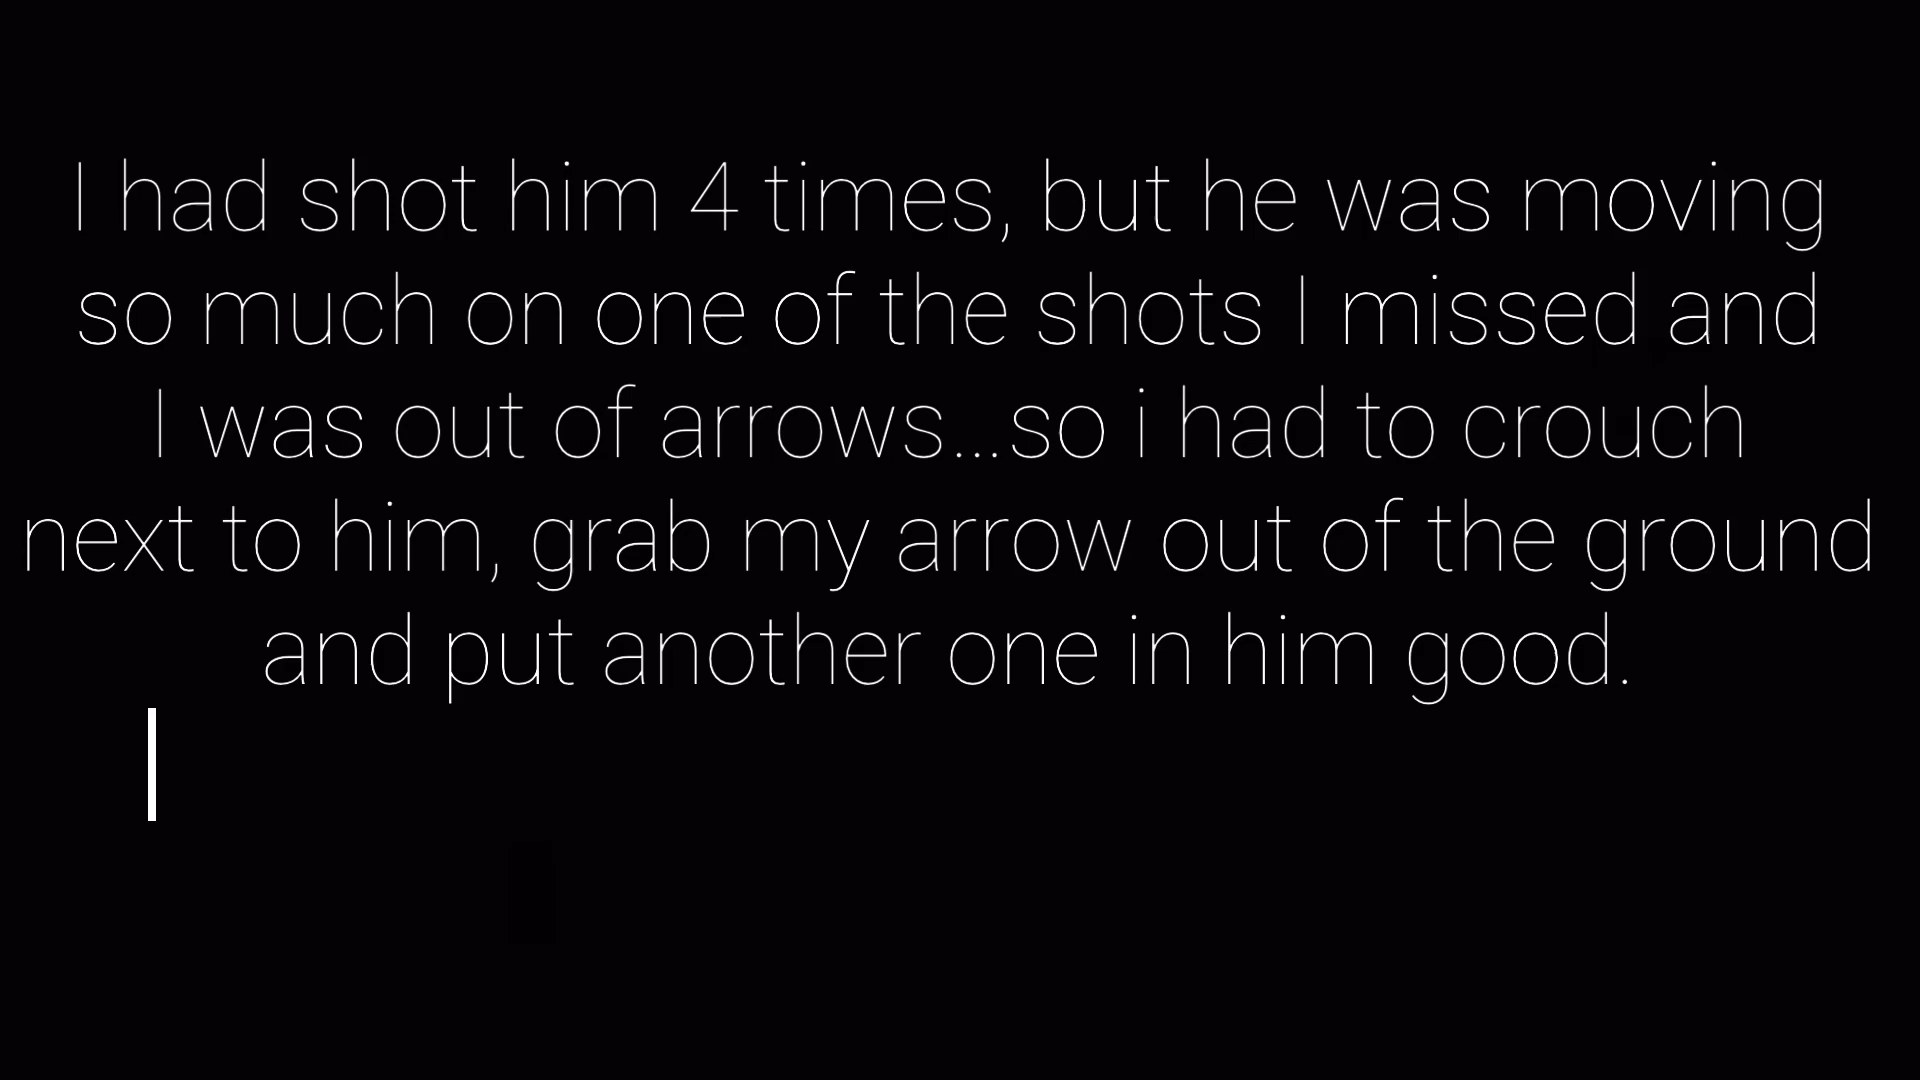 I had shot him 4 times, but he was moving
so much on one of the shots I missed and
I was out of arrows...so i had to crouch
next to him, grab my arrow out of the ground
and put another one in him good.